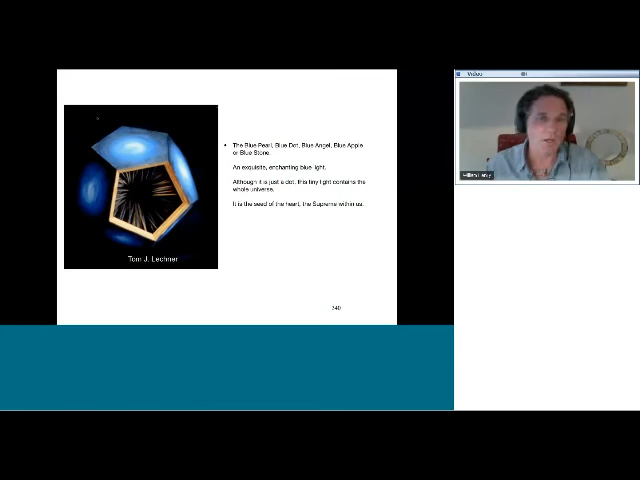 Video
• The Blue Pearl, Blue Dot, Blue Angel, Blue Apple
or Blue Stone.
An exquisite, enchanting blue light.
Although it is just a dot, this tiny light contains the
whole universe.
It is the seed of the heart, the Supreme within us.
Tom J. Lechner
William Henry
240